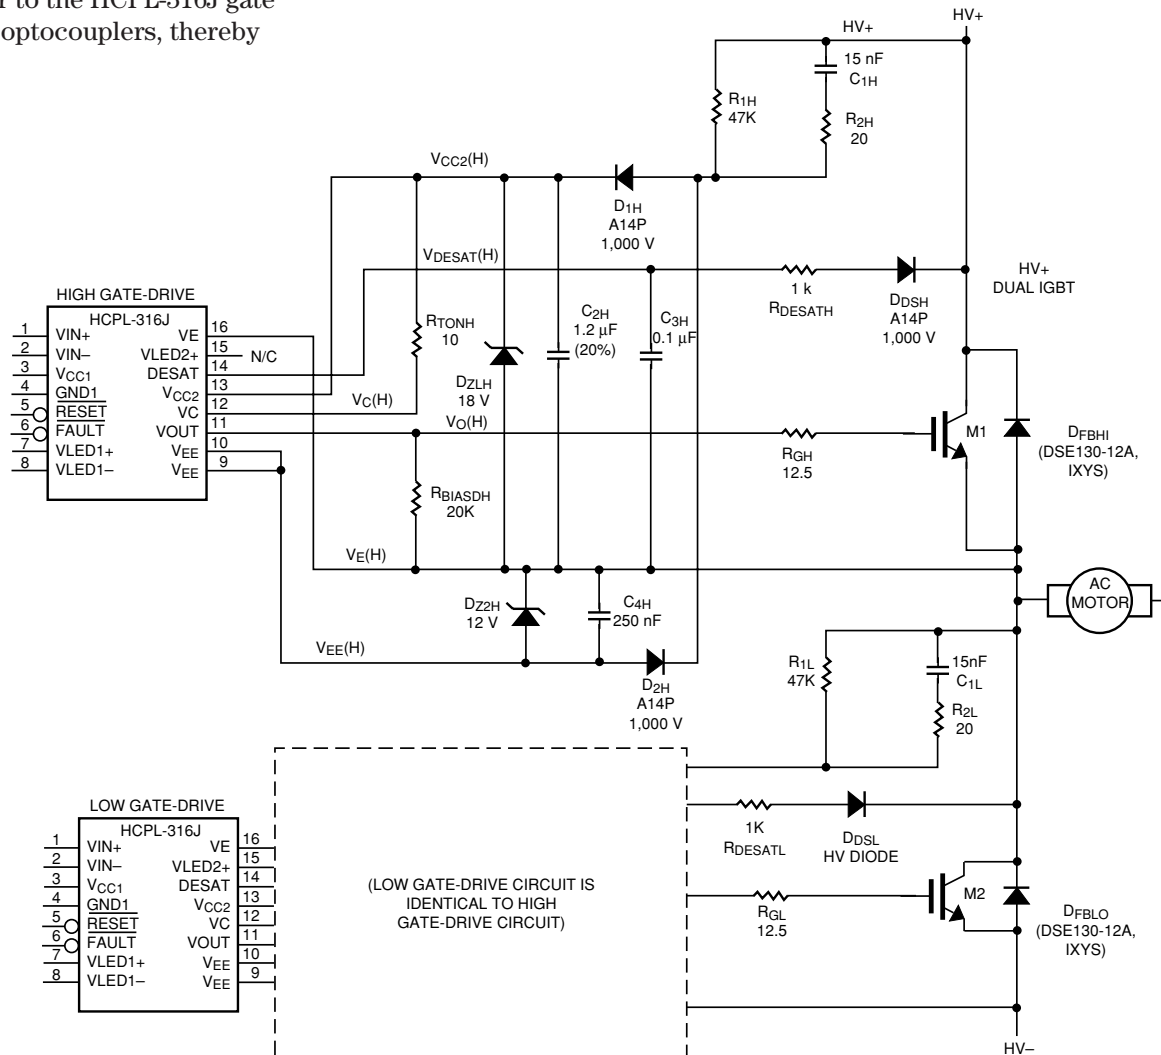 r to the HCPL-316J gate
optocouplers, thereby
HV+
HV+
15 nF
C1H
R1H
47K
R2H
20
VCC2(H)
D1H
A14P
1,000 V
VDESAT(H)
HV+
DUAL IGBT
1 k
RDESATH
DDSH
A14P
1,000 V
HIGH GATE-DRIVE
HCPL-316J
1 VIN+ VE 16
2 VIN– VLED2+ 15 N/C
3 VCC1 DESAT 14
4 GND1 VCC2 13
5 RESET VC 12
6 FAULT VOUT 11
7 VLED1+ VEE 10
8 VLED1– VEE 9
RTONH
10
C2H
1.2 µF
(20%)
C3H
0.1 µF
DZLH
18 V
VC(H)
VO(H)
M1
DFBHI
(DSE130-12A,
IXYS)
RGH
12.5
RBIASDH
20K
VE(H)
DZ2H
12 V
C4H
250 nF
AC
MOTOR
VEE(H)
D2H
A14P
1,000 V
R1L
47K
15nF
C1L
R2L
20
LOW GATE-DRIVE
HCPL-316J
1 VIN+ VE 16
2 VIN– VLED2+ 15
3 VCC1 DESAT 14
4 GND1 VCC2 13
5 RESET VC 12
6 FAULT VOUT 11
7 VLED1+ VEE 10
8 VLED1– VEE 9
(LOW GATE-DRIVE CIRCUIT IS
IDENTICAL TO HIGH
GATE-DRIVE CIRCUIT)
1K
RDESATL
DDSL
HV DIODE
M2
RGL
12.5
DFBLO
(DSE130-12A,
IXYS)
HV–